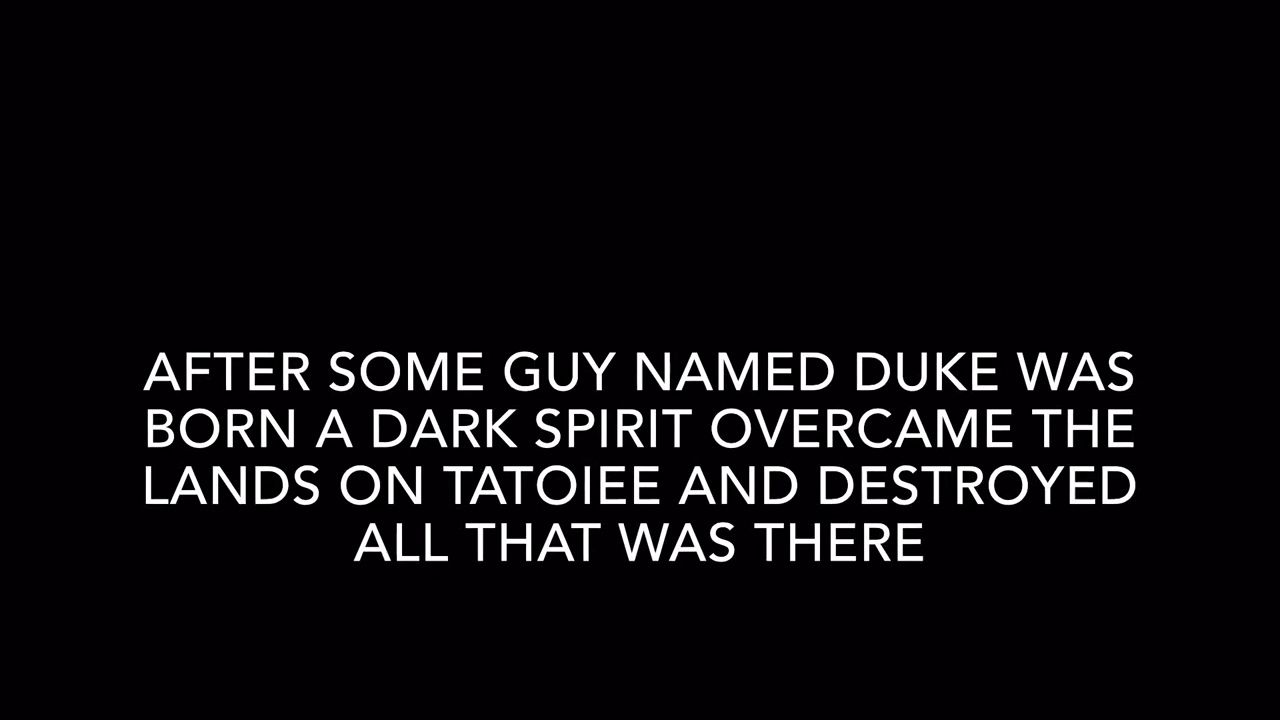 AFTER SOME GUY NAMED DUKE WAS
BORN A DARK SPIRIT OVERCAME THE
LANDS ON TATOIEE AND DESTROYED
ALL THAT WAS THERE